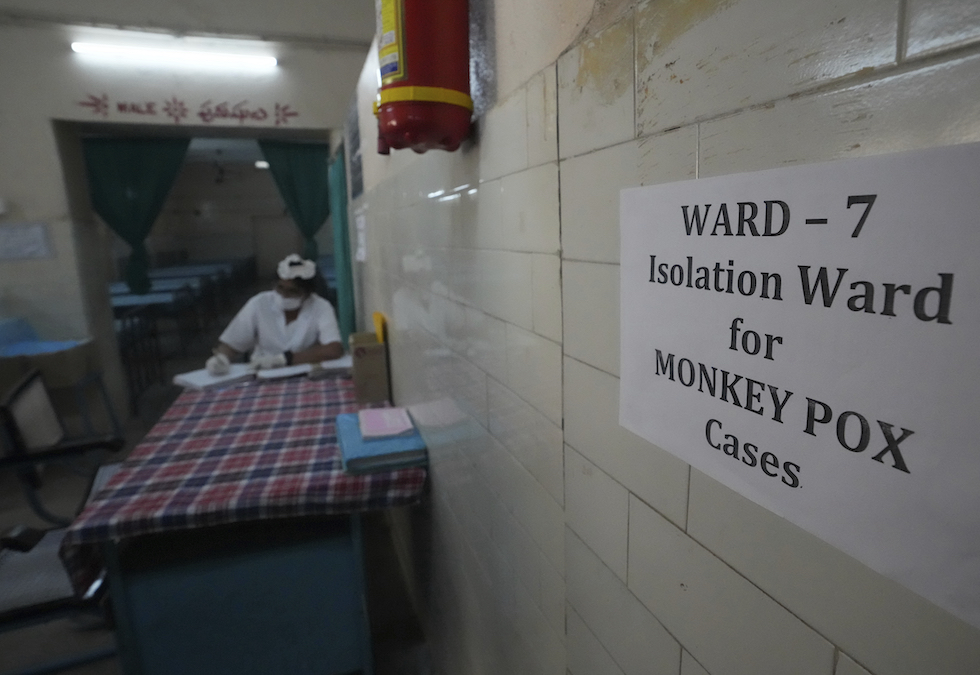 MALE పురుషులు
WARD – 7
Isolation Ward
for
MONKEY POX
Cases.